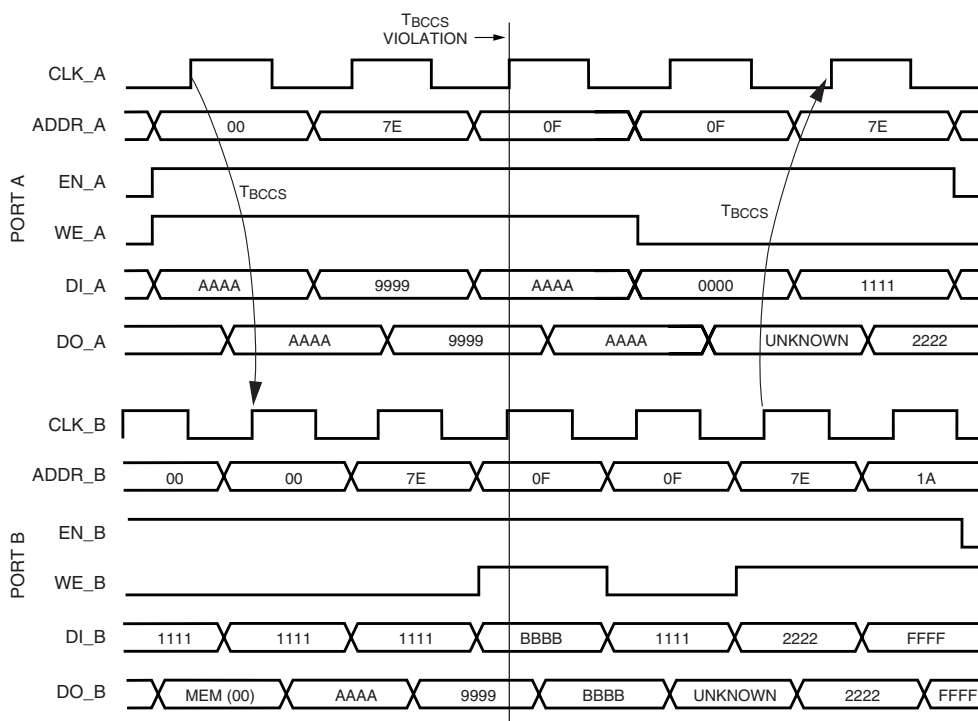 TBCCS
VIOLATION
CLK_A
ADDR_A 00 7E 0F 0F 7E
PORT A
EN_A
TBCCS
TBCCS
WE_A
DI_A AAAA 9999 AAAA 0000 1111
DO_A AAAA 9999 AAAA UNKNOWN 2222
CLK_B
ADDR_B 00 00 7E 0F 0F 7E 1A
PORT B
EN_B
WE_B
DI_B 1111 1111 1111 BBBB 1111 2222 FFFF
DO_B MEM (00) AAAA 9999 BBBB UNKNOWN 2222 FFFF